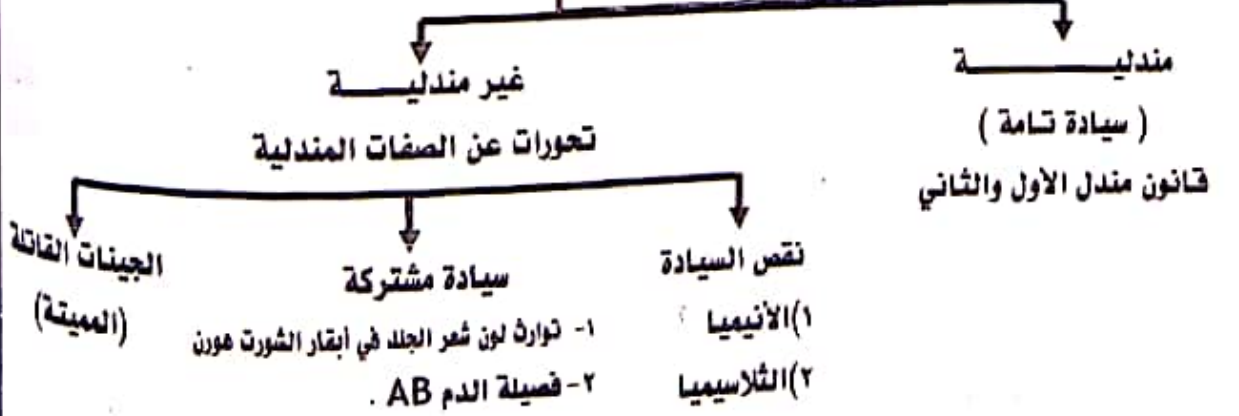 مندلية
( سيادة تامة )
قانون مندل الأول والثاني
غير مندلية
تحورات عن الصفات المندلية
نقص السيادة
١)الأنيميا
٢)الثلاسيميا
سيادة مشتركة
١- توارث لون شعر الجلد في أبقار الشورت هورن
٢- فصيلة الدم AB .
الجينات القاتلة
(المميتة)